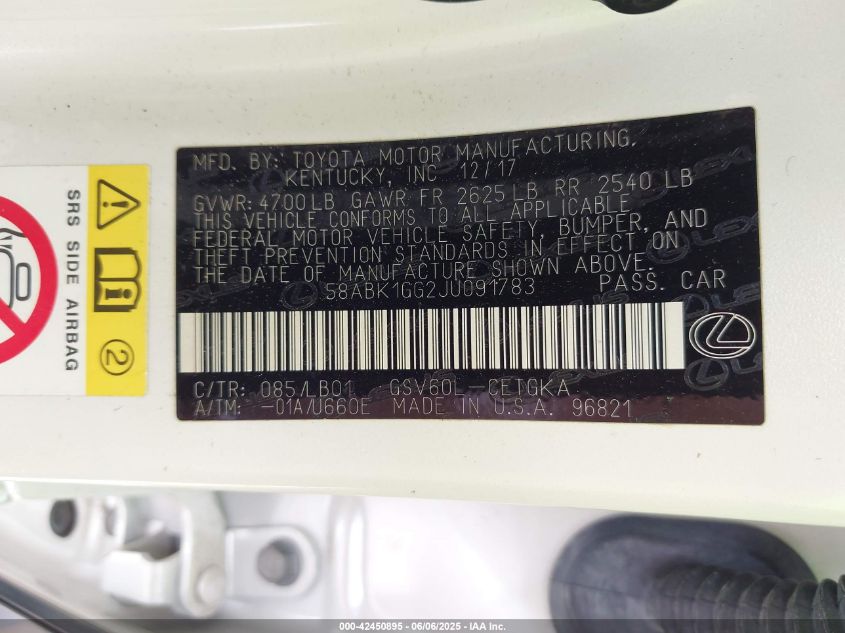 MFD. BY: TOYOTA MOTOR MANUFACTURING,
KENTUCKY, INC 12/17
GVWR: 4700 LB GAWR FR 2625 LB RR 2540 LB
THIS VEHICLE CONFORMS TO ALL APPLICABLE
FEDERAL MOTOR VEHICLE SAFETY, BUMPER, AND
THEFT PREVENTION STANDARDS IN EFFECT ON
THE DATE OF MANUFACTURE SHOWN ABOVE.
58ABK1GG2JU091783 PASS. CAR
C/TR: 085/LB01 GSV60L-CETGKA
A/TM: -01A/U660E MADE IN U.S.A. 96821
SRS SIDE AIRBAG
2
LEXUS
000-42450895 - 06/06/2025 - IAA Inc.